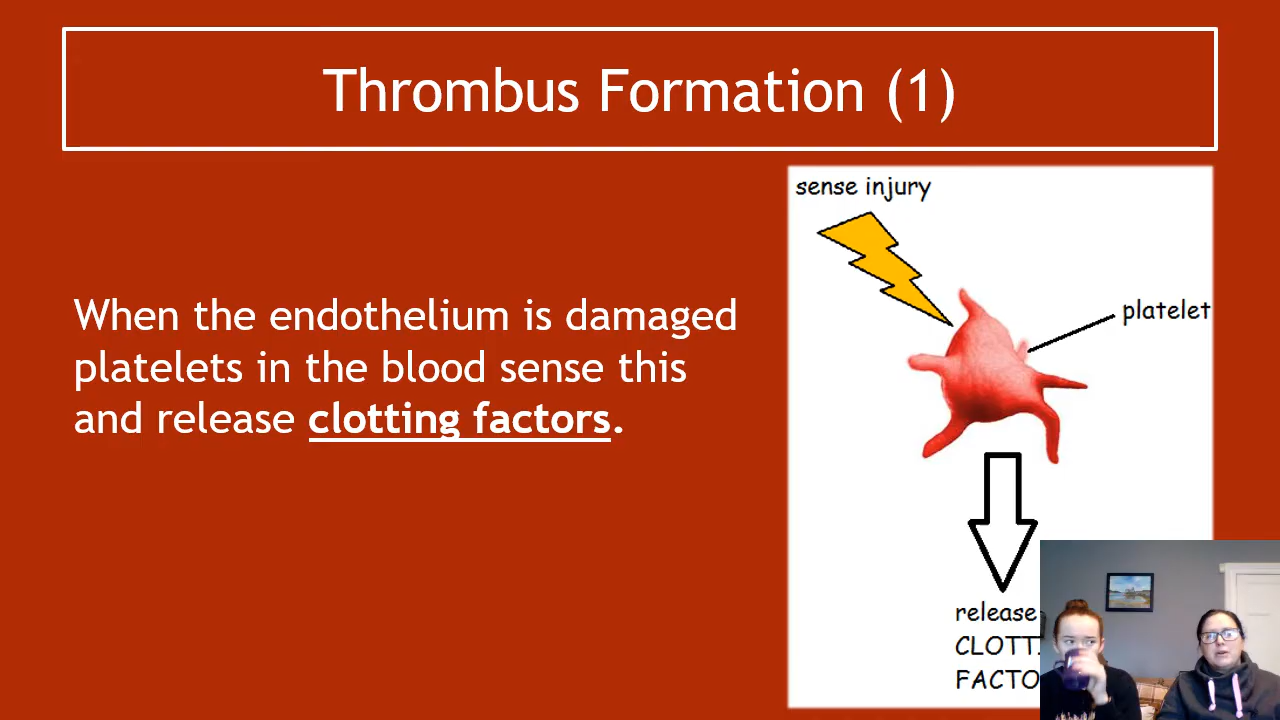 Thrombus Formation (1)
When the endothelium is damaged
platelets in the blood sense this
and release clotting factors.
sense injury
platelet
release